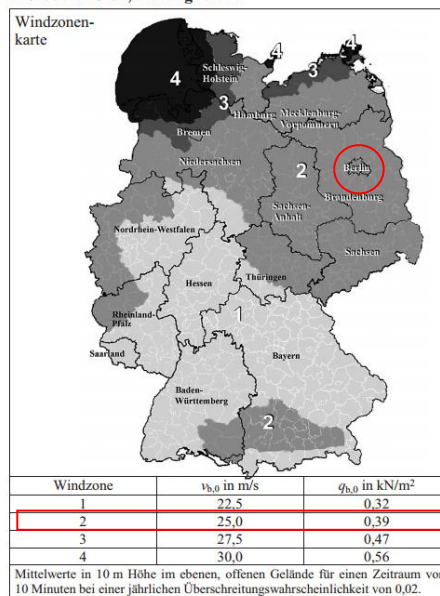 Windzonen-
karte
4
4
Schleswig-
Holstein
3
4
3
Hamburg
Mecklenburg-
Vorpommern
Bremen
Niedersachsen
2
Berlin
Brandenburg
Sachsen-
Anhalt
Nordrhein-Westfalen
Sachsen
Hessen
Thüringen
Rheinland-
Pfalz
1
Saarland
Bayern
Baden-
Württemberg
2
Windzone vb,0 in m/s qb,0 in kN/m²
1 22,5 0,32
2 25,0 0,39
3 27,5 0,47
4 30,0 0,56
Mittelwerte in 10 m Höhe im ebenen, offenen Gelände für einen Zeitraum von
10 Minuten bei einer jährlichen Überschreitungswahrscheinlichkeit von 0,02.